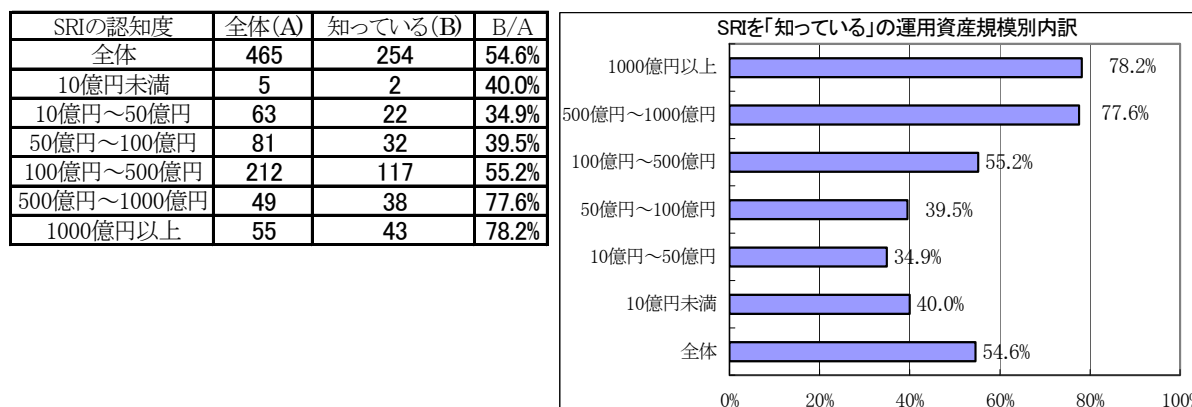 SRIの認知度 全体(A) 知っている(B) B/A
全体 465 254 54.6%
10億円未満 5 2 40.0%
10億円～50億円 63 22 34.9%
50億円～100億円 81 32 39.5%
100億円～500億円 212 117 55.2%
500億円～1000億円 49 38 77.6%
1000億円以上 55 43 78.2%
SRIを「知っている」の運用資産規模別内訳
1000億円以上 78.2%
500億円～1000億円 77.6%
100億円～500億円 55.2%
50億円～100億円 39.5%
10億円～50億円 34.9%
10億円未満 40.0%
全体 54.6%
0% 20% 40% 60% 80% 100%